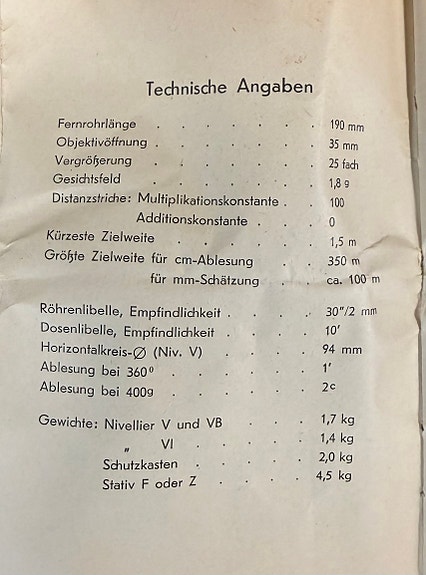 Technische Angaben
Fernrohrlänge . . . . . . . 190 mm
Objektivöffnung . . . . . . . 35 mm
Vergrößerung . . . . . . . 25 fach
Gesichtsfeld . . . . . . . 1,8 g
Distanzstriche: Multiplikationskonstante . . 100
Additionskonstante . . . 0
Kürzeste Zielweite . . . . . . 1,5 m
Größte Zielweite für cm-Ablesung . . 350 m
für mm-Schätzung . . ca. 100 m
Röhrenlibelle, Empfindlichkeit . . . . 30"/2 mm
Dosenlibelle, Empfindlichkeit . . . . 10'
Horizontalkreis-∅ (Niv. V) . . . . 94 mm
Ablesung bei 360° . . . . . . 1'
Ablesung bei 400g . . . . . . 2c
Gewichte: Nivellier V und VB . . . 1,7 kg
„ VI . . . . . 1,4 kg
Schutzkasten . . . . . 2,0 kg
Stativ F oder Z . . . . 4,5 kg